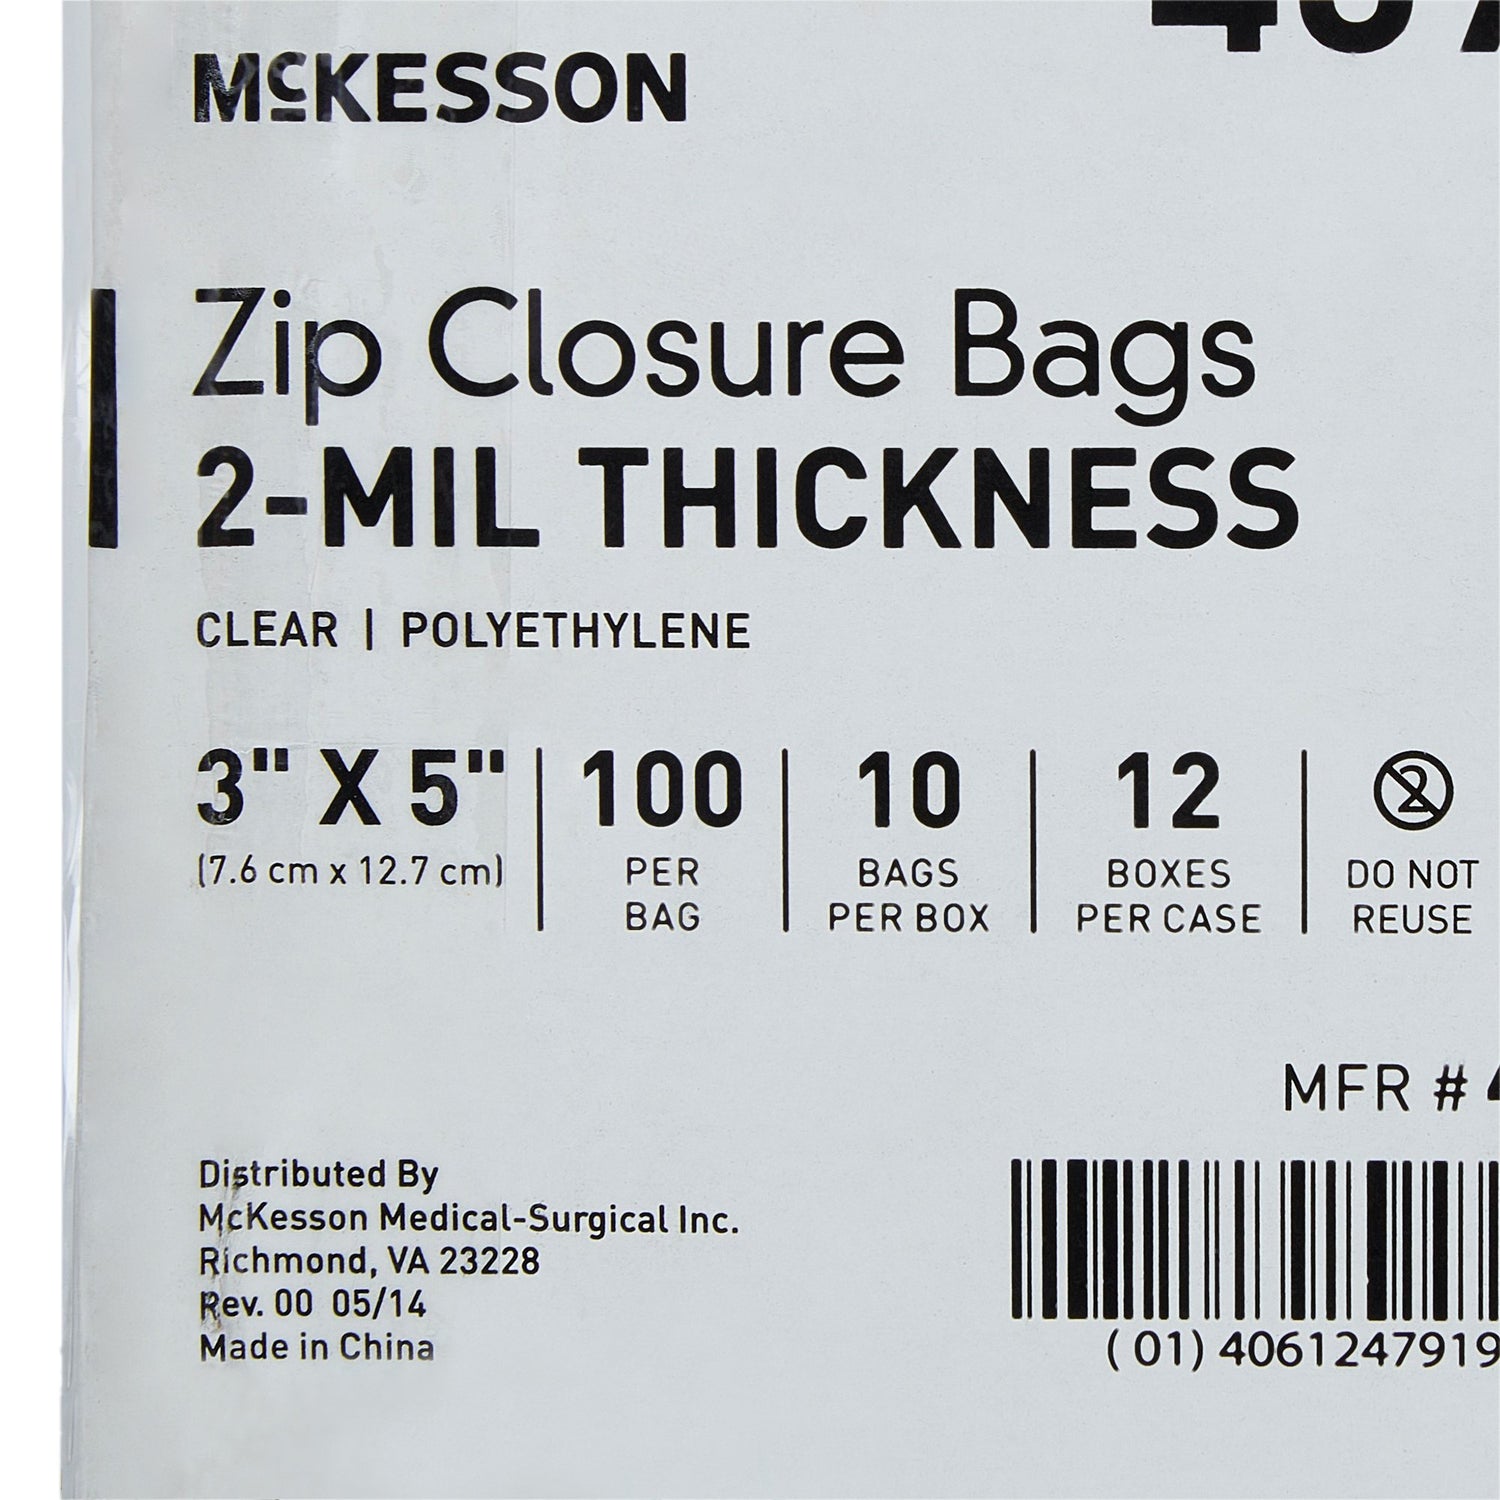 McKESSON
Zip Closure Bags
2-MIL THICKNESS
CLEAR | POLYETHYLENE
3" X 5"
(7.6 cm x 12.7 cm)
100
PER
BAG
10
BAGS
PER BOX
12
BOXES
PER CASE
2
DO NOT
REUSE
MFR #
Distributed By
McKesson Medical-Surgical Inc.
Richmond, VA 23228
Rev. 00 05/14
Made in China
( 01) 4061247919